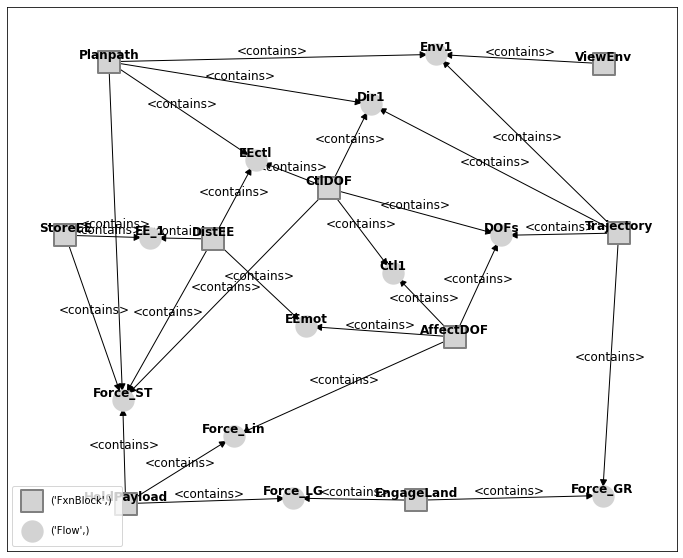 Planpath
<contains>
Env1
<contains>
ViewEnv
<contains>
Dir1
<contains>
<contains>
EEctl
<contains>
<contains>
<contains>
CtlDOF
<contains>
<contains>
StoreEE
<contains>
<contains>
EE_1
<contains>
DistEE
<contains>
<contains>
DOFs
<contains>
Trajectory
Ctl1
<contains>
<contains>
<contains>
<contains>
<contains>
<contains>
<contains>
EEmot
<contains>
AffectDOF
<contains>
<contains>
Force_ST
Force_Lin
<contains>
<contains>
HoldPayload
<contains>
Force_LG
<contains>
EngageLand
<contains>
Force_GR
('FxnBlock',)
('Flow',)